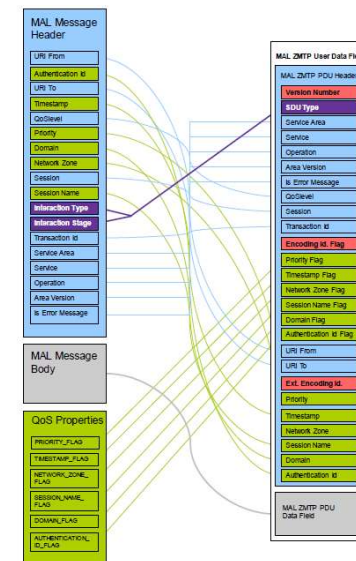 MAL Message
Header
URI From
Authentication Id
URI To
Timestamp
QoSlevel
Priority
Domain
Network Zone
Session
Session Name
Interaction Type
Interaction Stage
Transaction Id
Service Area
Service
Operation
Area Version
Is Error Message
MAL Message
Body
QoS Properties
PRIORITY_FLAG
TIMESTAMP_FLAG
NETWORK_ZONE_
FLAG
SESSION_NAME_
FLAG
DOMAIN_FLAG
AUTHENTICATION_
ID_FLAG
MAL ZMTP User Data Fie
MAL ZMTP PDU Header
Version Number
SDU Type
Service Area
Service
Operation
Area Version
Is Error Message
QoSlevel
Session
Transaction Id
Encoding Id. Flag
Priority Flag
Timestamp Flag
Network Zone Flag
Session Name Flag
Domain Flag
Authentication Id Flag
URI From
URI To
Ext. Encoding Id.
Priority
Timestamp
Network Zone
Session Name
Domain
Authentication Id
MAL ZMTP PDU
Data Field